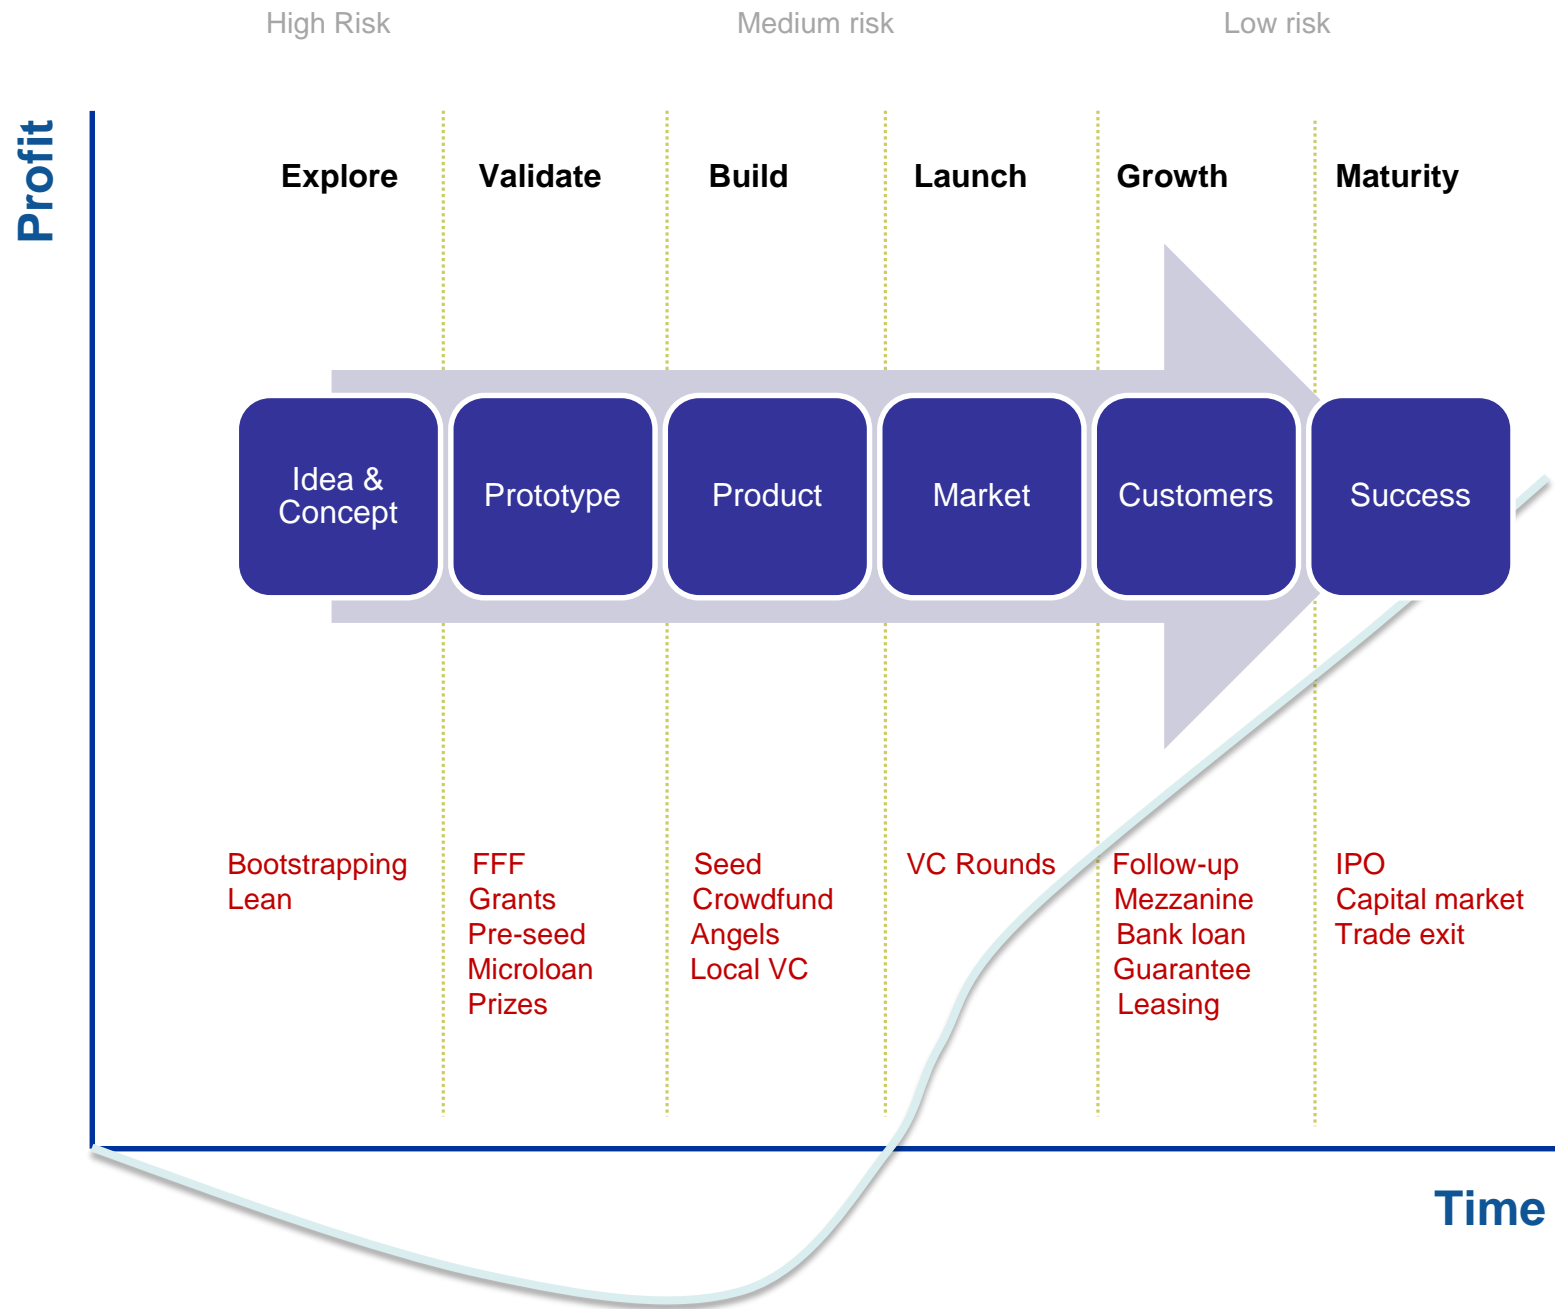 High Risk
Medium risk
Low risk
Profit
Explore
Validate
Build
Launch
Growth
Maturity
Idea &
Concept
Prototype
Product
Market
Customers
Success
Bootstrapping
Lean
FFF
Grants
Pre-seed
Microloan
Prizes
Seed
Crowdfund
Angels
Local VC
VC Rounds
Follow-up
Mezzanine
Bank loan
Guarantee
Leasing
IPO
Capital market
Trade exit
Time